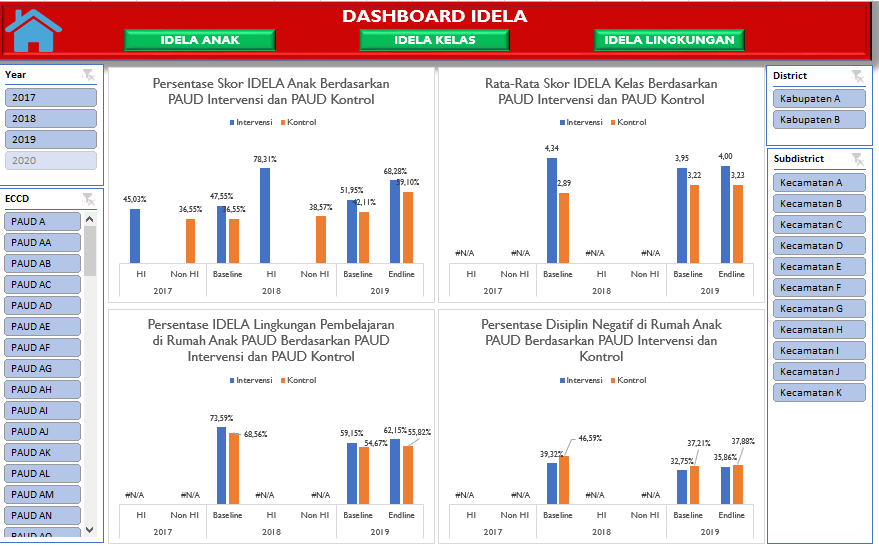 DASHBOARD IDELA
IDELA ANAK
IDELA KELAS
IDELA LINGKUNGAN
Year
2017
2018
2019
2020
ECCD
PAUD A
PAUD AA
PAUD AB
PAUD AC
PAUD AD
PAUD AE
PAUD AF
PAUD AG
PAUD AH
PAUD AI
PAUD AJ
PAUD AK
PAUD AL
PAUD AM
PAUD AN
PAUD AO
Persentase Skor IDELA Anak Berdasarkan
PAUD Intervensi dan PAUD Kontrol
Intervensi Kontrol
45,03% 36,55% 47,55% 36,55% 78,31% 38,57% 51,95% 42,11% 68,28% 59,10%
HI Non HI Baseline HI Non HI Baseline Endline
2017 2018 2019
Rata-Rata Skor IDELA Kelas Berdasarkan
PAUD Intervensi dan PAUD Kontrol
Intervensi Kontrol
#N/A #N/A 4,34 2,89 #N/A #N/A 3,95 3,22 4,00 3,23
HI Non HI Baseline HI Non HI Baseline Endline
2017 2018 2019
Persentase IDELA Lingkungan Pembelajaran
di Rumah Anak PAUD Berdasarkan PAUD
Intervensi dan PAUD Kontrol
Intervensi Kontrol
#N/A #N/A 73,59% 68,56% #N/A #N/A 59,15% 54,67% 62,15% 55,82%
HI Non HI Baseline HI Non HI Baseline Endline
2017 2018 2019
Persentase Disiplin Negatif di Rumah Anak
PAUD Berdasarkan PAUD Intervensi dan PAUD
Kontrol
Intervensi Kontrol
#N/A #N/A 39,32% 46,59% #N/A #N/A 32,75% 37,21% 35,86% 37,88%
HI Non HI Baseline HI Non HI Baseline Endline
2017 2018 2019
District
Kabupaten A
Kabupaten B
Subdistrict
Kecamatan A
Kecamatan B
Kecamatan C
Kecamatan D
Kecamatan E
Kecamatan F
Kecamatan G
Kecamatan H
Kecamatan I
Kecamatan J
Kecamatan K